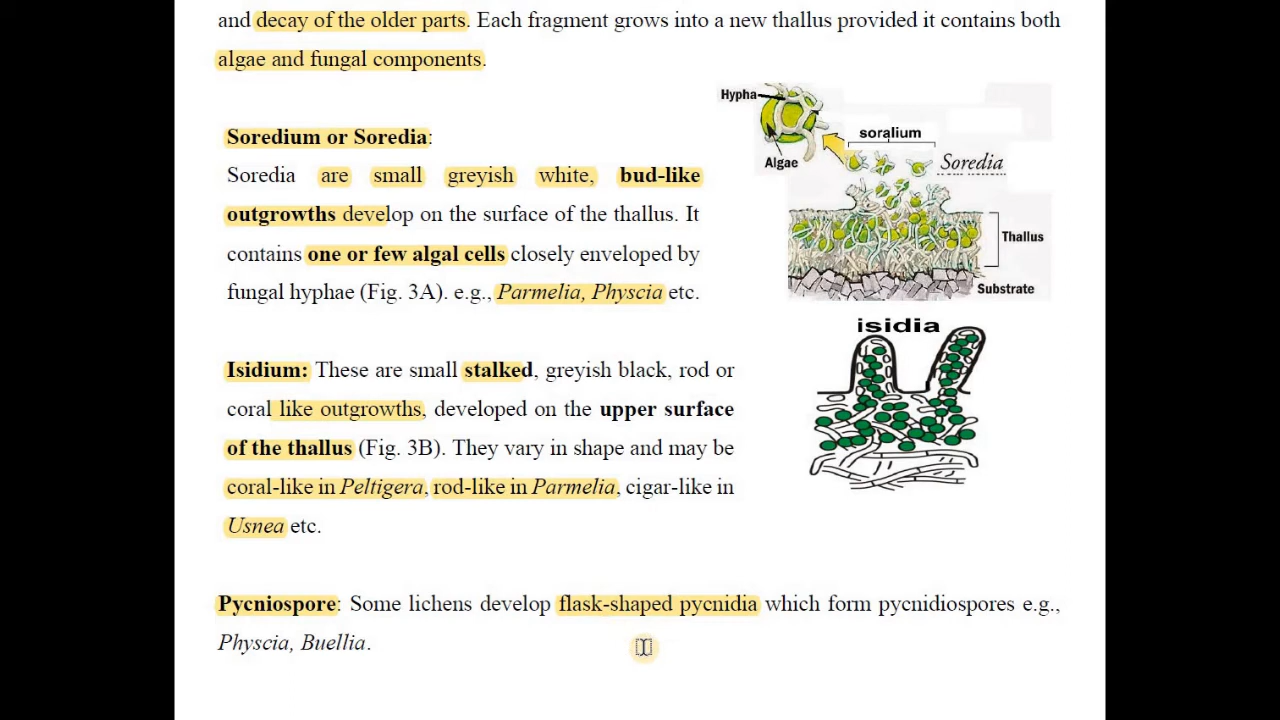 and decay of the older parts. Each fragment grows into a new thallus provided it contains both
algae and fungal components.
Soredium or Soredia:
Soredia are small greyish white, bud-like
outgrowths develop on the surface of the thallus. It
contains one or few algal cells closely enveloped by
fungal hyphae (Fig. 3A). e.g., Parmelia, Physcia etc.
Hypha
Algae
soralium
Soredia
Thallus
Substrate
isidia
Isidium: These are small stalked, greyish black, rod or
coral like outgrowths, developed on the upper surface
of the thallus (Fig. 3B). They vary in shape and may be
coral-like in Peltigera, rod-like in Parmelia, cigar-like in
Usnea etc.
Pycniospore: Some lichens develop flask-shaped pycnidia which form pycnidiospores e.g.,
Physcia, Buellia.